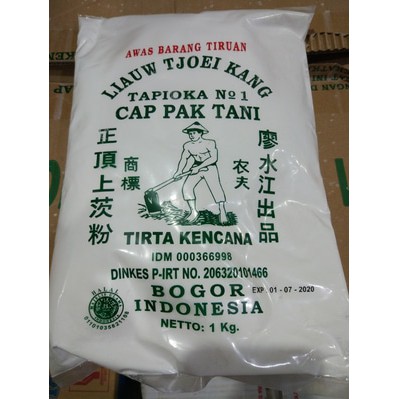 AWAS BARANG TIRUAN
LIAUW TJOEI KANG
TAPIOKA No 1
CAP PAK TANI
正頂上茨粉
商標
农夫
廖水江出品
TIRTA KENCANA
IDM 000366998
DINKES P-IRT NO. 206320101466
BOGOR
EXP. 01 - 07 - 2020
INDONESIA
NETTO: 1 Kg.
HALAL